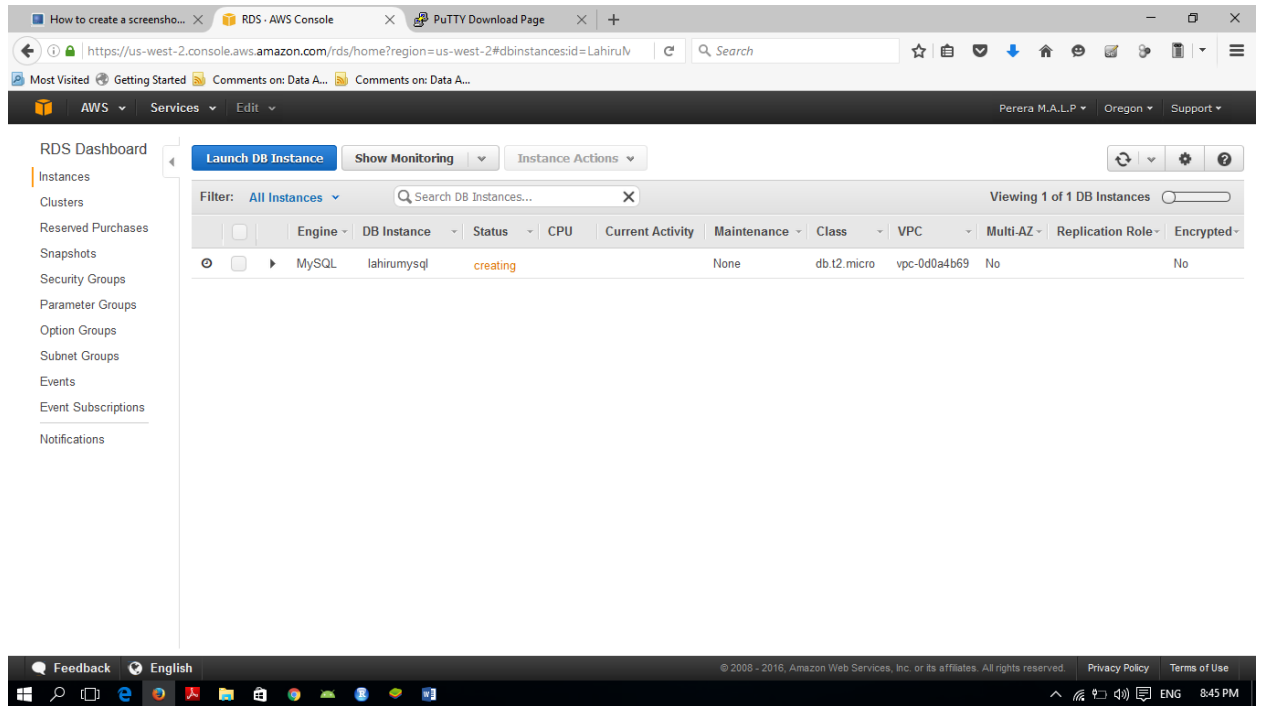 How to create a screensho...
RDS · AWS Console
PuTTY Download Page
https://us-west-2.console.aws.amazon.com/rds/home?region=us-west-2#dbinstances:id=LahiruM
Search
Most Visited
Getting Started
Comments on: Data A...
Comments on: Data A...
AWS
Services
Edit
Perera M.A.L.P
Oregon
Support
RDS Dashboard
Instances
Clusters
Reserved Purchases
Snapshots
Security Groups
Parameter Groups
Option Groups
Subnet Groups
Events
Event Subscriptions
Notifications
Launch DB Instance
Show Monitoring
Instance Actions
Filter: All Instances
Search DB Instances...
Viewing 1 of 1 DB Instances
Engine DB Instance Status CPU Current Activity Maintenance Class VPC Multi-AZ Replication Role Encrypted
MySQL lahirumysql creating None db.t2.micro vpc-0d0a4b69 No No
Feedback
English
© 2008 - 2016, Amazon Web Services, Inc. or its affiliates. All rights reserved.
Privacy Policy
Terms of Use
ENG
8:45 PM